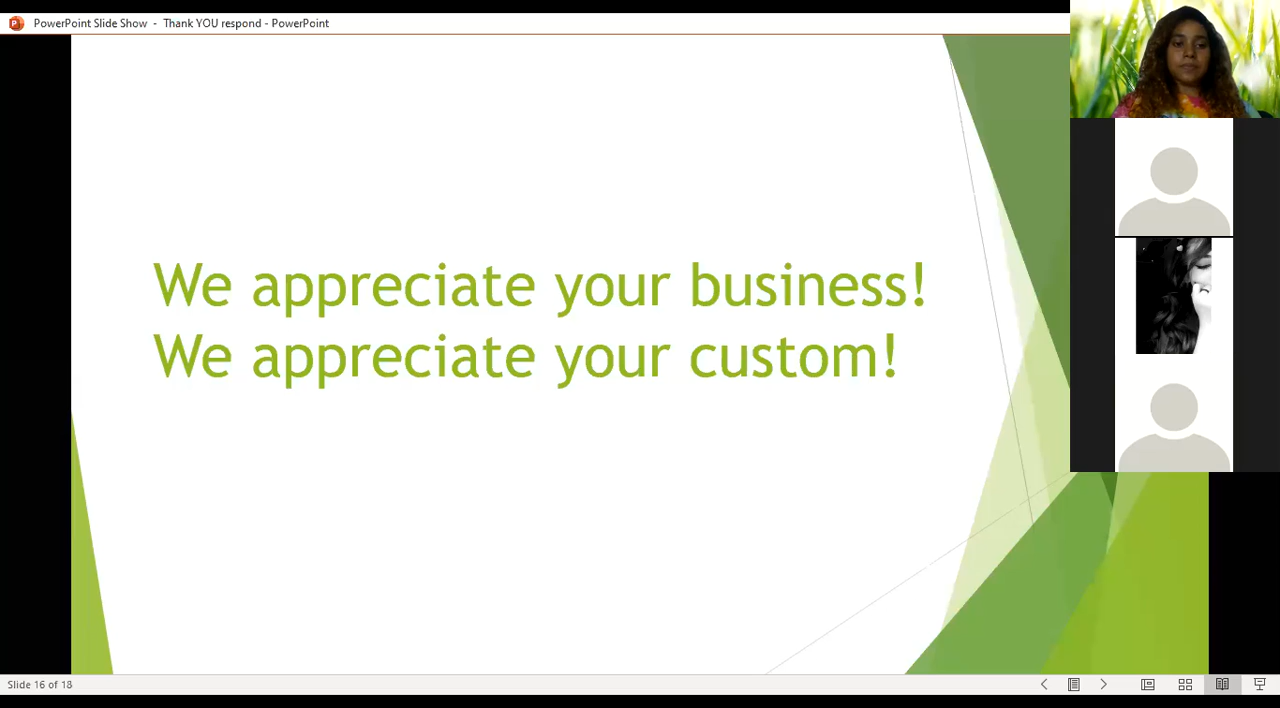 PowerPoint Slide Show - Thank YOU respond - PowerPoint
We appreciate your business!
We appreciate your custom!
Slide 16 of 18